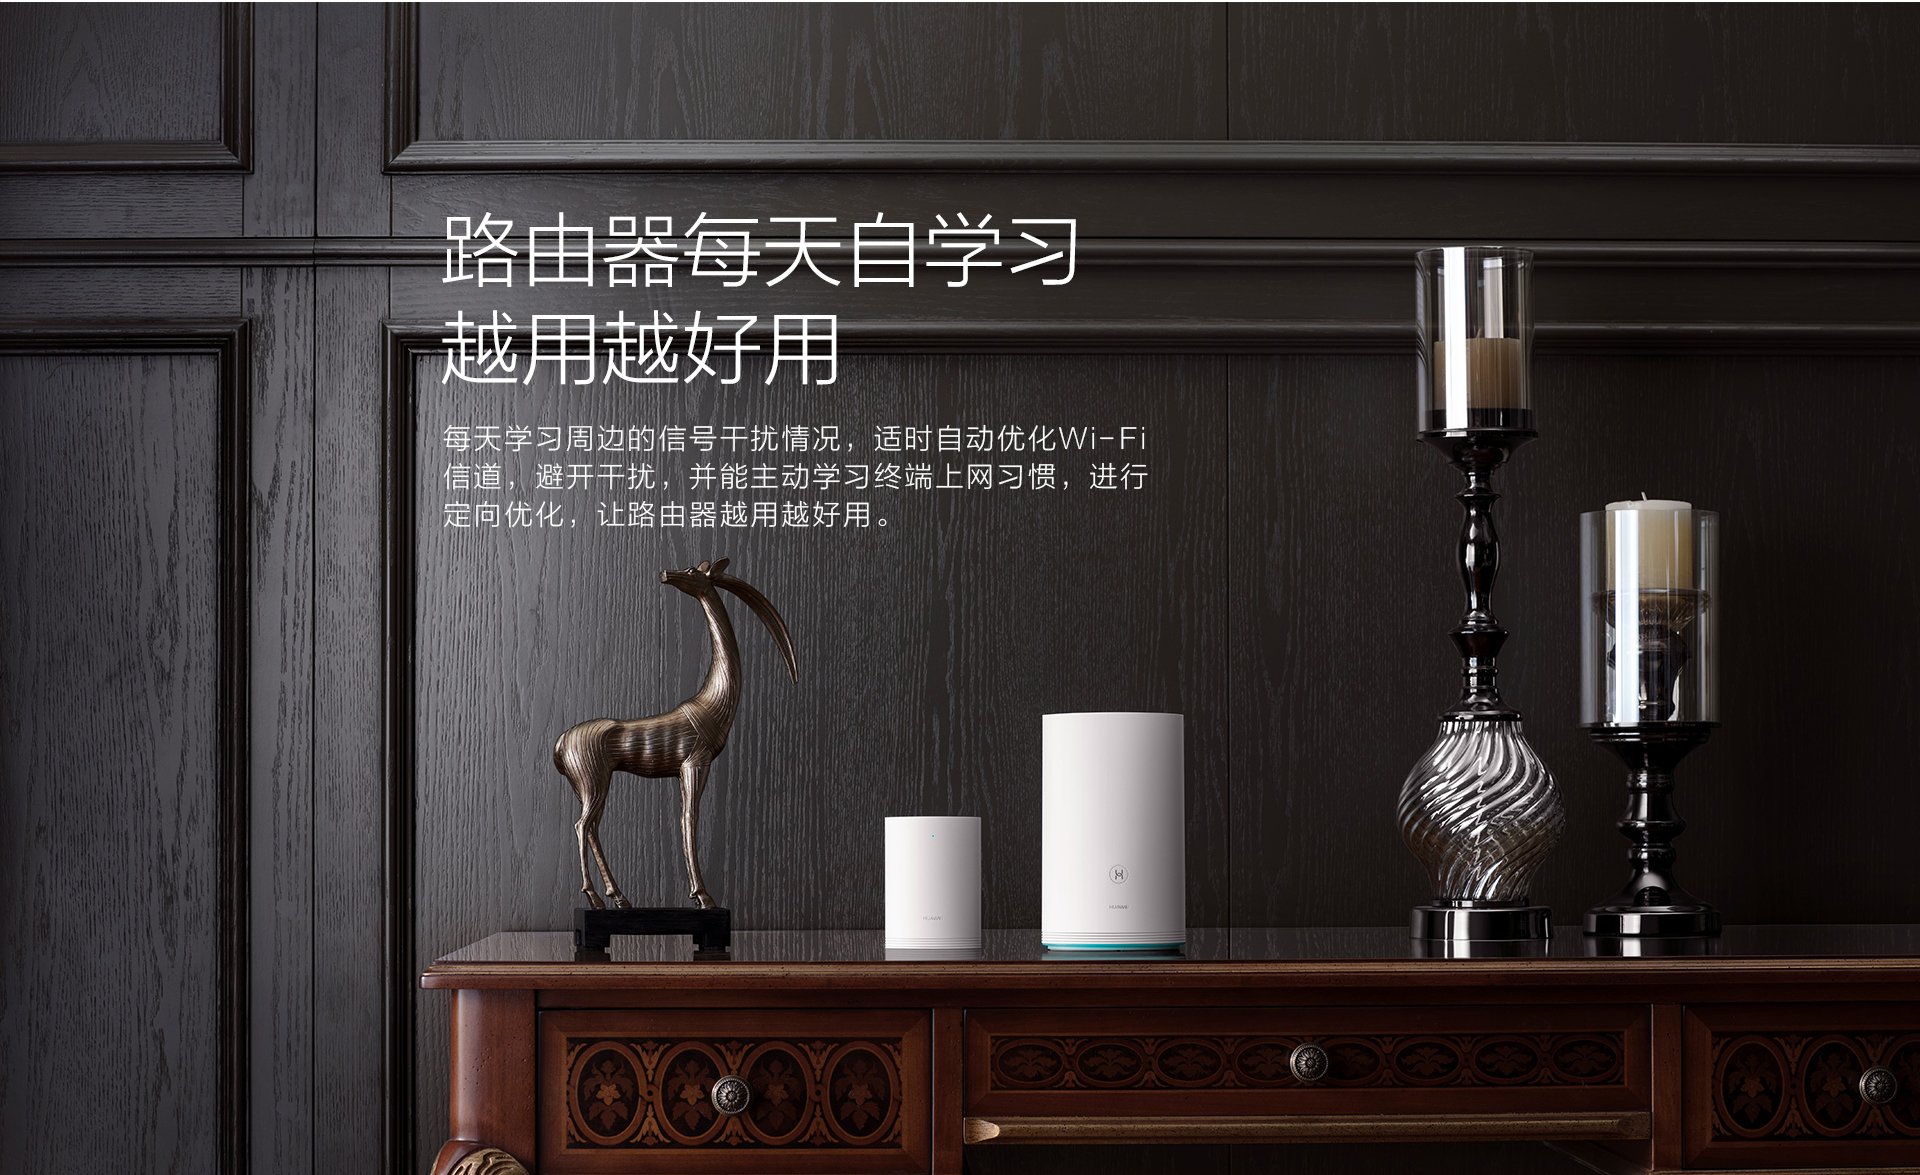 路由器每天自学习
越用越好用
每天学习周边的信号干扰情况，适时自动优化Wi-Fi
信道，避开干扰，并能主动学习终端上网习惯，进行
定向优化，让路由器越用越好用。
HUAWEI
HUAWEI